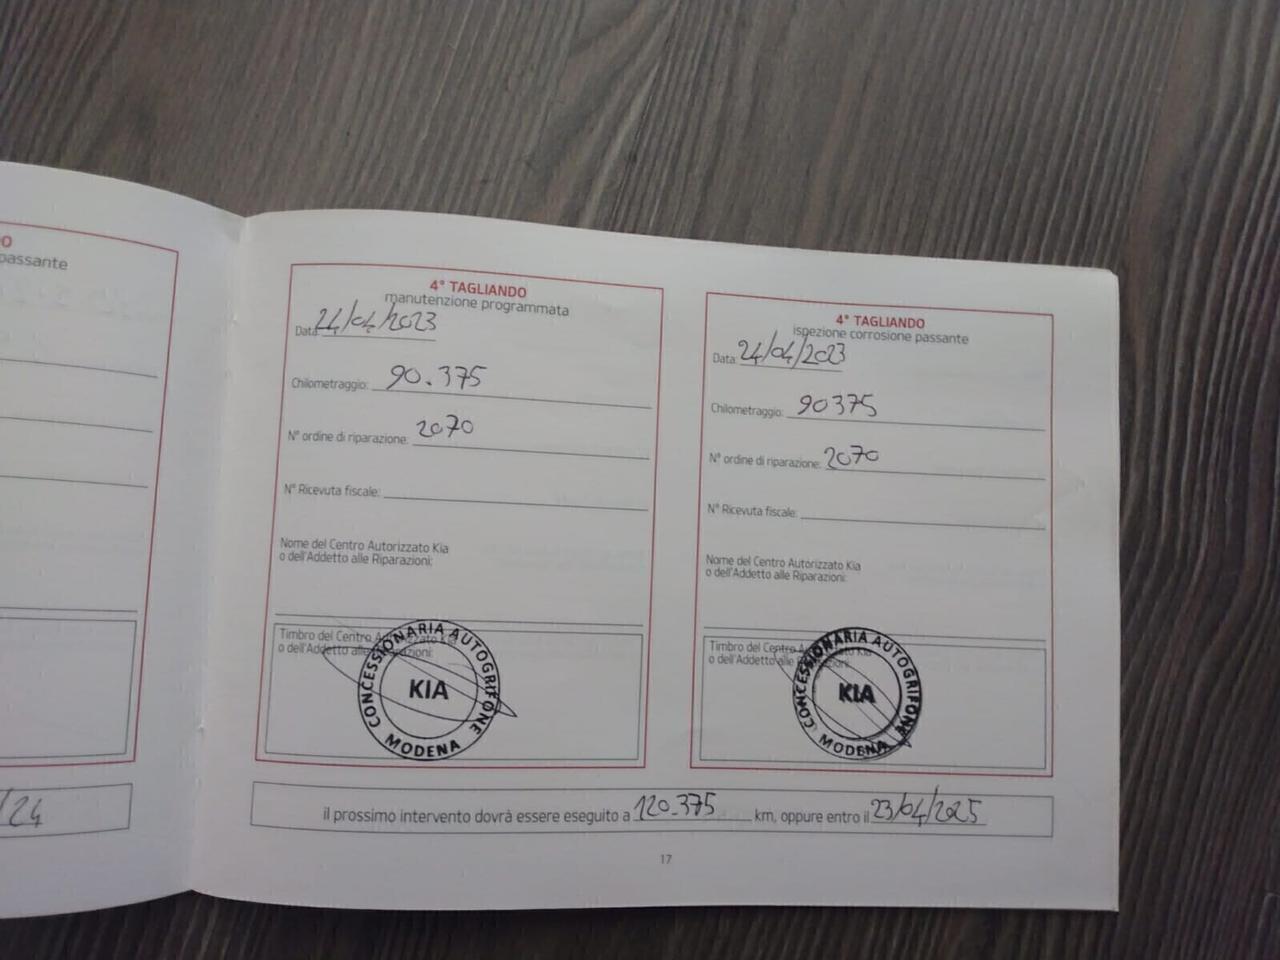 O
passante
/24
4° TAGLIANDO
manutenzione programmata
Data: 24/04/2023
Chilometraggio: 90.375
N° ordine di riparazione: 2070
N° Ricevuta fiscale:
Nome del Centro Autorizzato Kia
o dell'Addetto alle Riparazioni:
Timbro del Centro Autorizzato Kia
o dell'Addetto alle Riparazioni:
CONCESSIONARIA AUTOGRIFONE
KIA
MODENA
4° TAGLIANDO
ispezione corrosione passante
Data: 24/04/2023
Chilometraggio: 90375
N° ordine di riparazione: 2070
N° Ricevuta fiscale:
Nome del Centro Autorizzato Kia
o dell'Addetto alle Riparazioni:
Timbro del Centro Autorizzato Kia
o dell'Addetto alle Riparazioni:
CONCESSIONARIA AUTOGRIFONE
KIA
MODENA
il prossimo intervento dovrà essere eseguito a 120.375 km, oppure entro il 23/04/2025
17